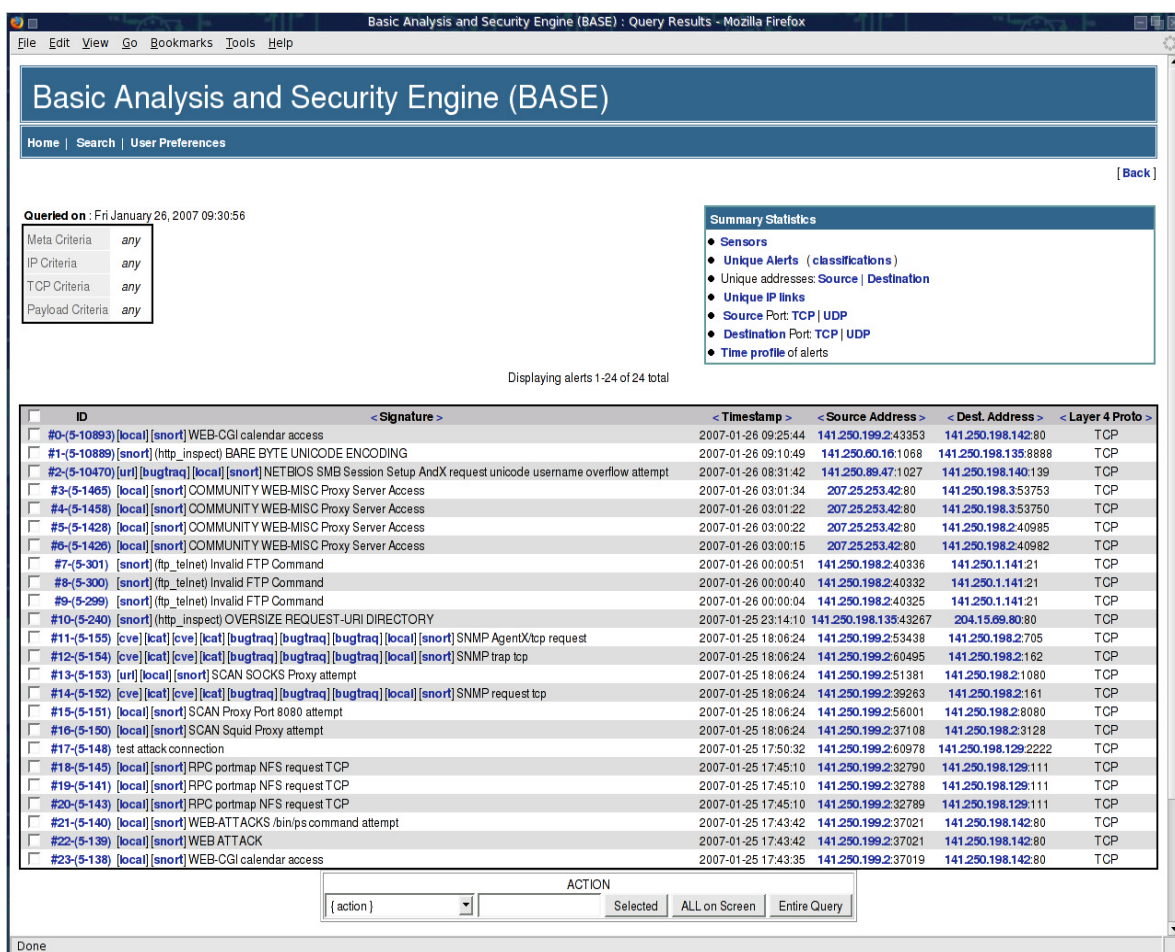 Basic Analysis and Security Engine (BASE) : Query Results - Mozilla Firefox
File Edit View Go Bookmarks Tools Help
Basic Analysis and Security Engine (BASE)
Home | Search | User Preferences
[ Back ]
Queried on : Fri January 26, 2007 09:30:56
Meta Criteria any
IP Criteria any
TCP Criteria any
Payload Criteria any
Summary Statistics
Sensors
Unique Alerts ( classifications )
Unique addresses: Source | Destination
Unique IP links
Source Port: TCP | UDP
Destination Port: TCP | UDP
Time profile of alerts
Displaying alerts 1-24 of 24 total
ID < Signature > < Timestamp > < Source Address > < Dest. Address > < Layer 4 Proto >
#0-(5-10893) [local] [snort] WEB-CGI calendar access 2007-01-26 09:25:44 141.250.199.2:43353 141.250.198.142:80 TCP
#1-(5-10889) [snort] (http_inspect) BARE BYTE UNICODE ENCODING 2007-01-26 09:10:49 141.250.60.16:1068 141.250.198.135:8888 TCP
#2-(5-10470) [url] [bugtraq] [local] [snort] NETBIOS SMB Session Setup AndX request unicode username overflow attempt 2007-01-26 08:31:42 141.250.89.47:1027 141.250.198.140:139 TCP
#3-(5-1465) [local] [snort] COMMUNITY WEB-MISC Proxy Server Access 2007-01-26 03:01:34 207.25.253.42:80 141.250.198.3:53753 TCP
#4-(5-1458) [local] [snort] COMMUNITY WEB-MISC Proxy Server Access 2007-01-26 03:01:22 207.25.253.42:80 141.250.198.3:53750 TCP
#5-(5-1428) [local] [snort] COMMUNITY WEB-MISC Proxy Server Access 2007-01-26 03:00:22 207.25.253.42:80 141.250.198.2:40985 TCP
#6-(5-1426) [local] [snort] COMMUNITY WEB-MISC Proxy Server Access 2007-01-26 03:00:15 207.25.253.42:80 141.250.198.2:40982 TCP
#7-(5-301) [snort] (ftp_telnet) Invalid FTP Command 2007-01-26 00:00:51 141.250.198.2:40336 141.250.1.141:21 TCP
#8-(5-300) [snort] (ftp_telnet) Invalid FTP Command 2007-01-26 00:00:40 141.250.198.2:40332 141.250.1.141:21 TCP
#9-(5-299) [snort] (ftp_telnet) Invalid FTP Command 2007-01-26 00:00:04 141.250.198.2:40325 141.250.1.141:21 TCP
#10-(5-240) [snort] (http_inspect) OVERSIZE REQUEST-URI DIRECTORY 2007-01-25 23:14:10 141.250.198.135:43267 204.15.69.80:80 TCP
#11-(5-155) [cve] [icat] [cve] [icat] [bugtraq] [bugtraq] [bugtraq] [local] [snort] SNMP AgentX/tcp request 2007-01-25 18:06:24 141.250.199.2:53438 141.250.198.2:705 TCP
#12-(5-154) [cve] [icat] [cve] [icat] [bugtraq] [bugtraq] [bugtraq] [local] [snort] SNMP trap tcp 2007-01-25 18:06:24 141.250.199.2:60495 141.250.198.2:162 TCP
#13-(5-153) [url] [local] [snort] SCAN SOCKS Proxy attempt 2007-01-25 18:06:24 141.250.199.2:51381 141.250.198.2:1080 TCP
#14-(5-152) [cve] [icat] [cve] [icat] [bugtraq] [bugtraq] [bugtraq] [local] [snort] SNMP request tcp 2007-01-25 18:06:24 141.250.199.2:39263 141.250.198.2:161 TCP
#15-(5-151) [local] [snort] SCAN Proxy Port 8080 attempt 2007-01-25 18:06:24 141.250.199.2:56001 141.250.198.2:8080 TCP
#16-(5-150) [local] [snort] SCAN Squid Proxy attempt 2007-01-25 18:06:24 141.250.199.2:37108 141.250.198.2:3128 TCP
#17-(5-148) test attack connection 2007-01-25 17:50:32 141.250.199.2:60978 141.250.198.129:2222 TCP
#18-(5-145) [local] [snort] RPC portmap NFS request TCP 2007-01-25 17:45:10 141.250.199.2:32790 141.250.198.129:111 TCP
#19-(5-141) [local] [snort] RPC portmap NFS request TCP 2007-01-25 17:45:10 141.250.199.2:32788 141.250.198.129:111 TCP
#20-(5-143) [local] [snort] RPC portmap NFS request TCP 2007-01-25 17:45:10 141.250.199.2:32789 141.250.198.129:111 TCP
#21-(5-140) [local] [snort] WEB-ATTACKS /bin/ps command attempt 2007-01-25 17:43:42 141.250.199.2:37021 141.250.198.142:80 TCP
#22-(5-139) [local] [snort] WEB ATTACK 2007-01-25 17:43:42 141.250.199.2:37021 141.250.198.142:80 TCP
#23-(5-138) [local] [snort] WEB-CGI calendar access 2007-01-25 17:43:35 141.250.199.2:37019 141.250.198.142:80 TCP
ACTION
{ action } Selected ALL on Screen Entire Query
Done